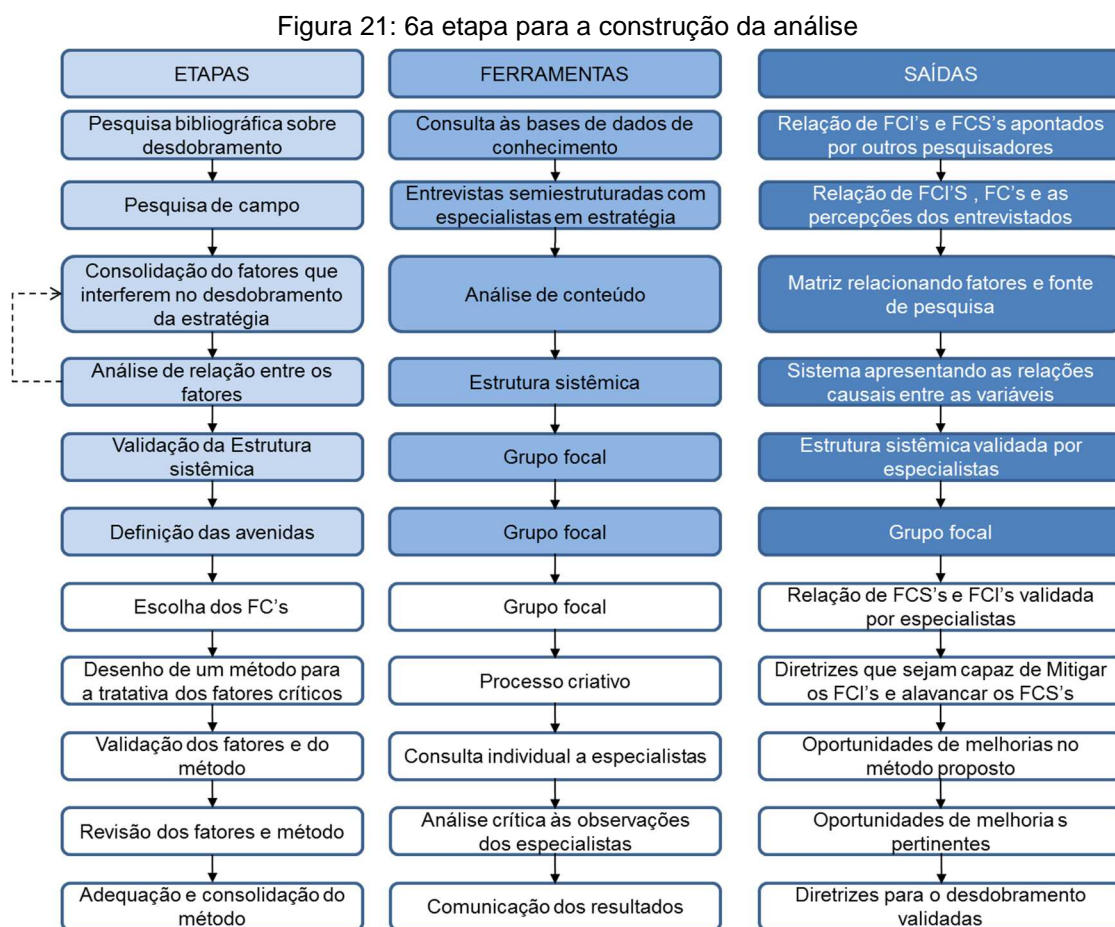 Figura 21: 6a etapa para a construção da análise
ETAPAS
FERRAMENTAS
SAÍDAS
Pesquisa bibliográfica sobre
desdobramento
Consulta às bases de dados de
conhecimento
Relação de FCI's e FCS's apontados
por outros pesquisadores
Pesquisa de campo
Entrevistas semiestruturadas com
especialistas em estratégia
Relação de FCI'S , FC's e as
percepções dos entrevistados
Consolidação do fatores que
interferem no desdobramento
da estratégia
Análise de conteúdo
Matriz relacionando fatores e fonte
de pesquisa
Análise de relação entre os
fatores
Estrutura sistêmica
Sistema apresentando as relações
causais entre as variáveis
Validação da Estrutura
sistêmica
Grupo focal
Estrutura sistêmica validada por
especialistas
Definição das avenidas
Grupo focal
Grupo focal
Escolha dos FC's
Grupo focal
Relação de FCS's e FCI's validada
por especialistas
Desenho de um método para
a tratativa dos fatores críticos
Processo criativo
Diretrizes que sejam capaz de Mitigar
os FCI's e alavancar os FCS's
Validação dos fatores e do
método
Consulta individual a especialistas
Oportunidades de melhorias no
método proposto
Revisão dos fatores e método
Análise crítica às observações
dos especialistas
Oportunidades de melhoria s
pertinentes
Adequação e consolidação do
método
Comunicação dos resultados
Diretrizes para o desdobramento
validadas